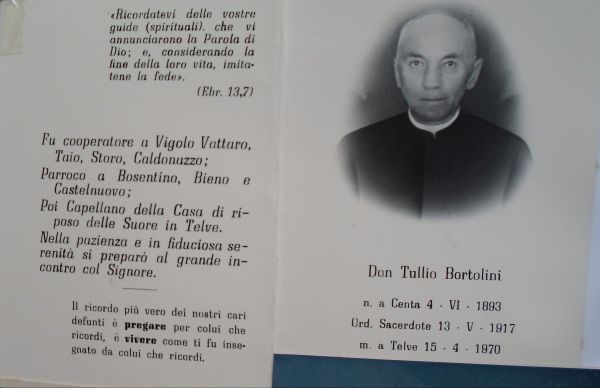 «Ricordatevi delle vostre
guide (spirituali). che vi
annunciarono la Parola di
Dio; e, considerando la
fine della loro vita, imita-
tene la fede».
(Ebr. 13,7)
Fu cooperatore a Vigolo Vattaro,
Taio, Storo, Caldonazzo;
Parroco a Bosentino, Bieno e
Castelnuovo;
Poi Capellano della Casa di ri-
poso delle Suore in Telve.
Nella pazienza e in fiduciosa se-
renità si preparò al grande in-
contro col Signore.
Il ricordo più vero dei nostri cari
defunti è pregare per colui che
ricordi, è vivere come ti fu inse-
gnato da colui che ricordi.
Don Tullio Bortolini
n. a Centa 4 - VI - 1893
Ord. Sacerdote 13 - V - 1917
m. a Telve 15 - 4 - 1970